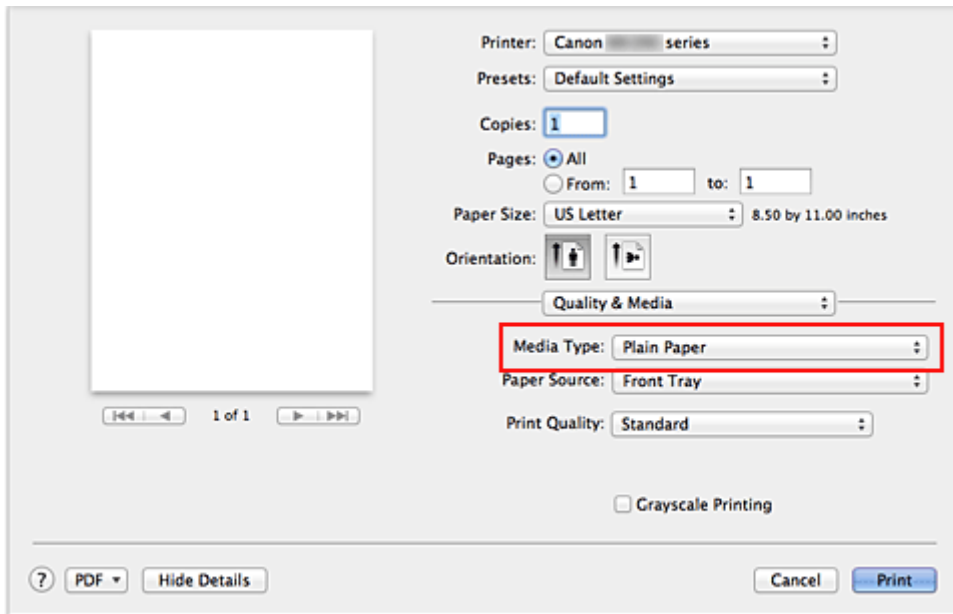 Printer: Canon series
Presets: Default Settings
Copies: 1
Pages: All
From: 1 to: 1
Paper Size: US Letter 8.50 by 11.00 inches
Orientation:
Quality & Media
Media Type: Plain Paper
Paper Source: Front Tray
1 of 1
Print Quality: Standard
Grayscale Printing
? PDF Hide Details Cancel Print